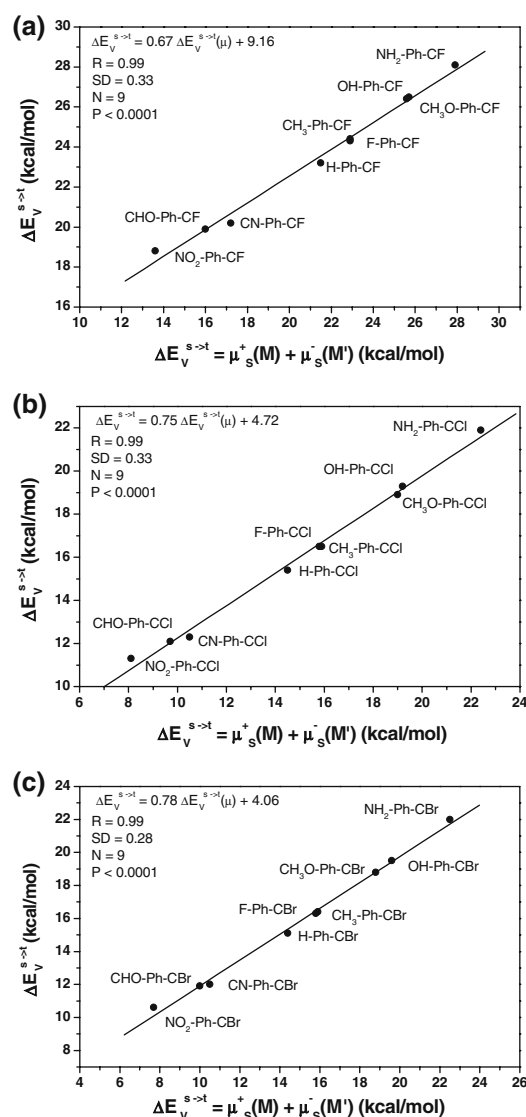 (a)
ΔE_V^{s->t} = 0.67 ΔE_V^{s->t}(μ) + 9.16
R = 0.99
SD = 0.33
N = 9
P < 0.0001
NH₂-Ph-CF
OH-Ph-CF
CH₃O-Ph-CF
CH₃-Ph-CF
F-Ph-CF
H-Ph-CF
CHO-Ph-CF
CN-Ph-CF
NO₂-Ph-CF
ΔE_V^{s->t} (kcal/mol)
30
28
26
24
22
20
18
16
10 12 14 16 18 20 22 24 26 28 30
ΔE_V^{s->t} = μ⁺_S(M) + μ⁻_S(M') (kcal/mol)
(b)
ΔE_V^{s->t} = 0.75 ΔE_V^{s->t}(μ) + 4.72
R = 0.99
SD = 0.33
N = 9
P < 0.0001
NH₂-Ph-CCl
OH-Ph-CCl
CH₃O-Ph-CCl
F-Ph-CCl
CH₃-Ph-CCl
H-Ph-CCl
CHO-Ph-CCl
CN-Ph-CCl
NO₂-Ph-CCl
ΔE_V^{s->t} (kcal/mol)
22
20
18
16
14
12
10
8 10 12 14 16 18 20 22 24
ΔE_V^{s->t} = μ⁺_S(M) + μ⁻_S(M') (kcal/mol)
(c)
ΔE_V^{s->t} = 0.78 ΔE_V^{s->t}(μ) + 4.06
R = 0.99
SD = 0.28
N = 9
P < 0.0001
NH₂-Ph-CBr
CH₃O-Ph-CBr
OH-Ph-CBr
F-Ph-CBr
CH₃-Ph-CBr
H-Ph-CBr
CHO-Ph-CBr
CN-Ph-CBr
NO₂-Ph-CBr
ΔE_V^{s->t} (kcal/mol)
24
22
20
18
16
14
12
10
8
4 6 8 10 12 14 16 18 20 22 24 26
ΔE_V^{s->t} = μ⁺_S(M) + μ⁻_S(M') (kcal/mol)